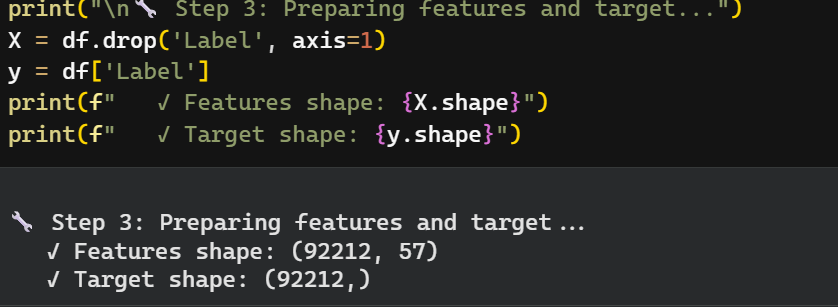 print("\n🔧 Step 3: Preparing features and target...")
X = df.drop('Label', axis=1)
y = df['Label']
print(f"   ✓ Features shape: {X.shape}")
print(f"   ✓ Target shape: {y.shape}")
🔧 Step 3: Preparing features and target...
   ✓ Features shape: (92212, 57)
   ✓ Target shape: (92212,)